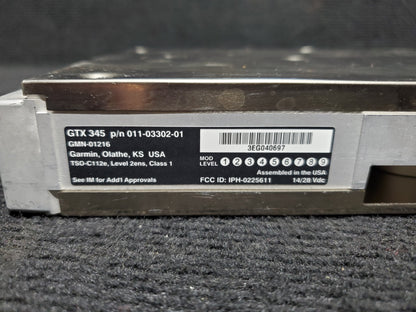 GTX 345 p/n 011-03302-01
GMN-01216
Garmin, Olathe, KS USA
TSO-C112e, Level 2ens, Class 1
See IM for Add'l Approvals
3EG040697
MOD LEVEL 1 2 3 4 5 6 7 8 9
Assembled in the USA
FCC ID: IPH-0225611 14/28 Vdc